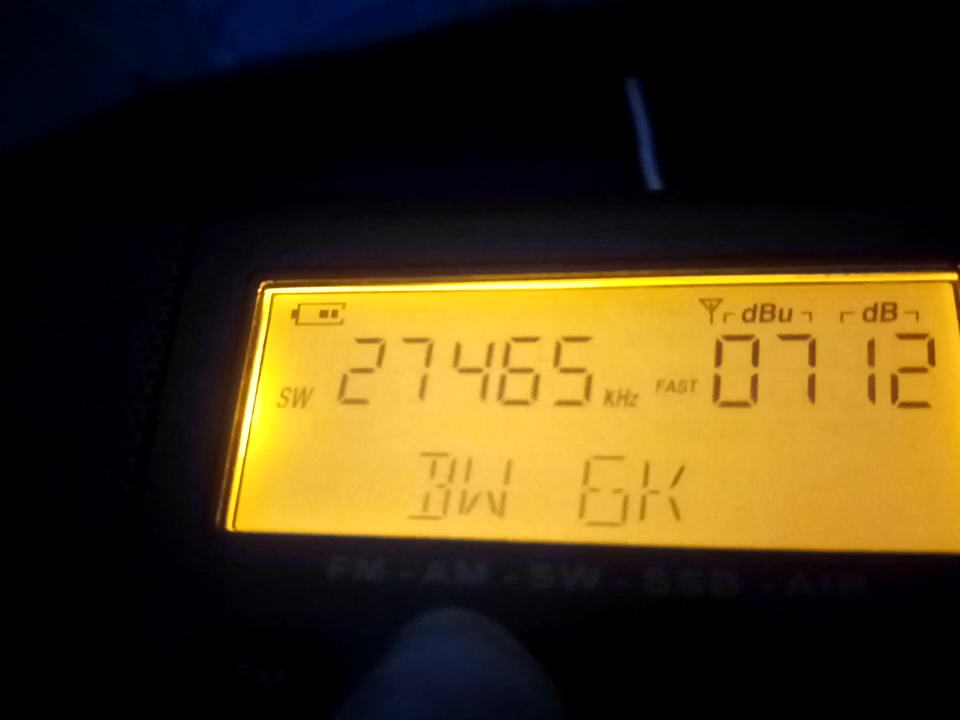 dBu dB
SW 27465 kHz FAST 07 12
BW 6K
FM - AM - SW - SSB - AIR